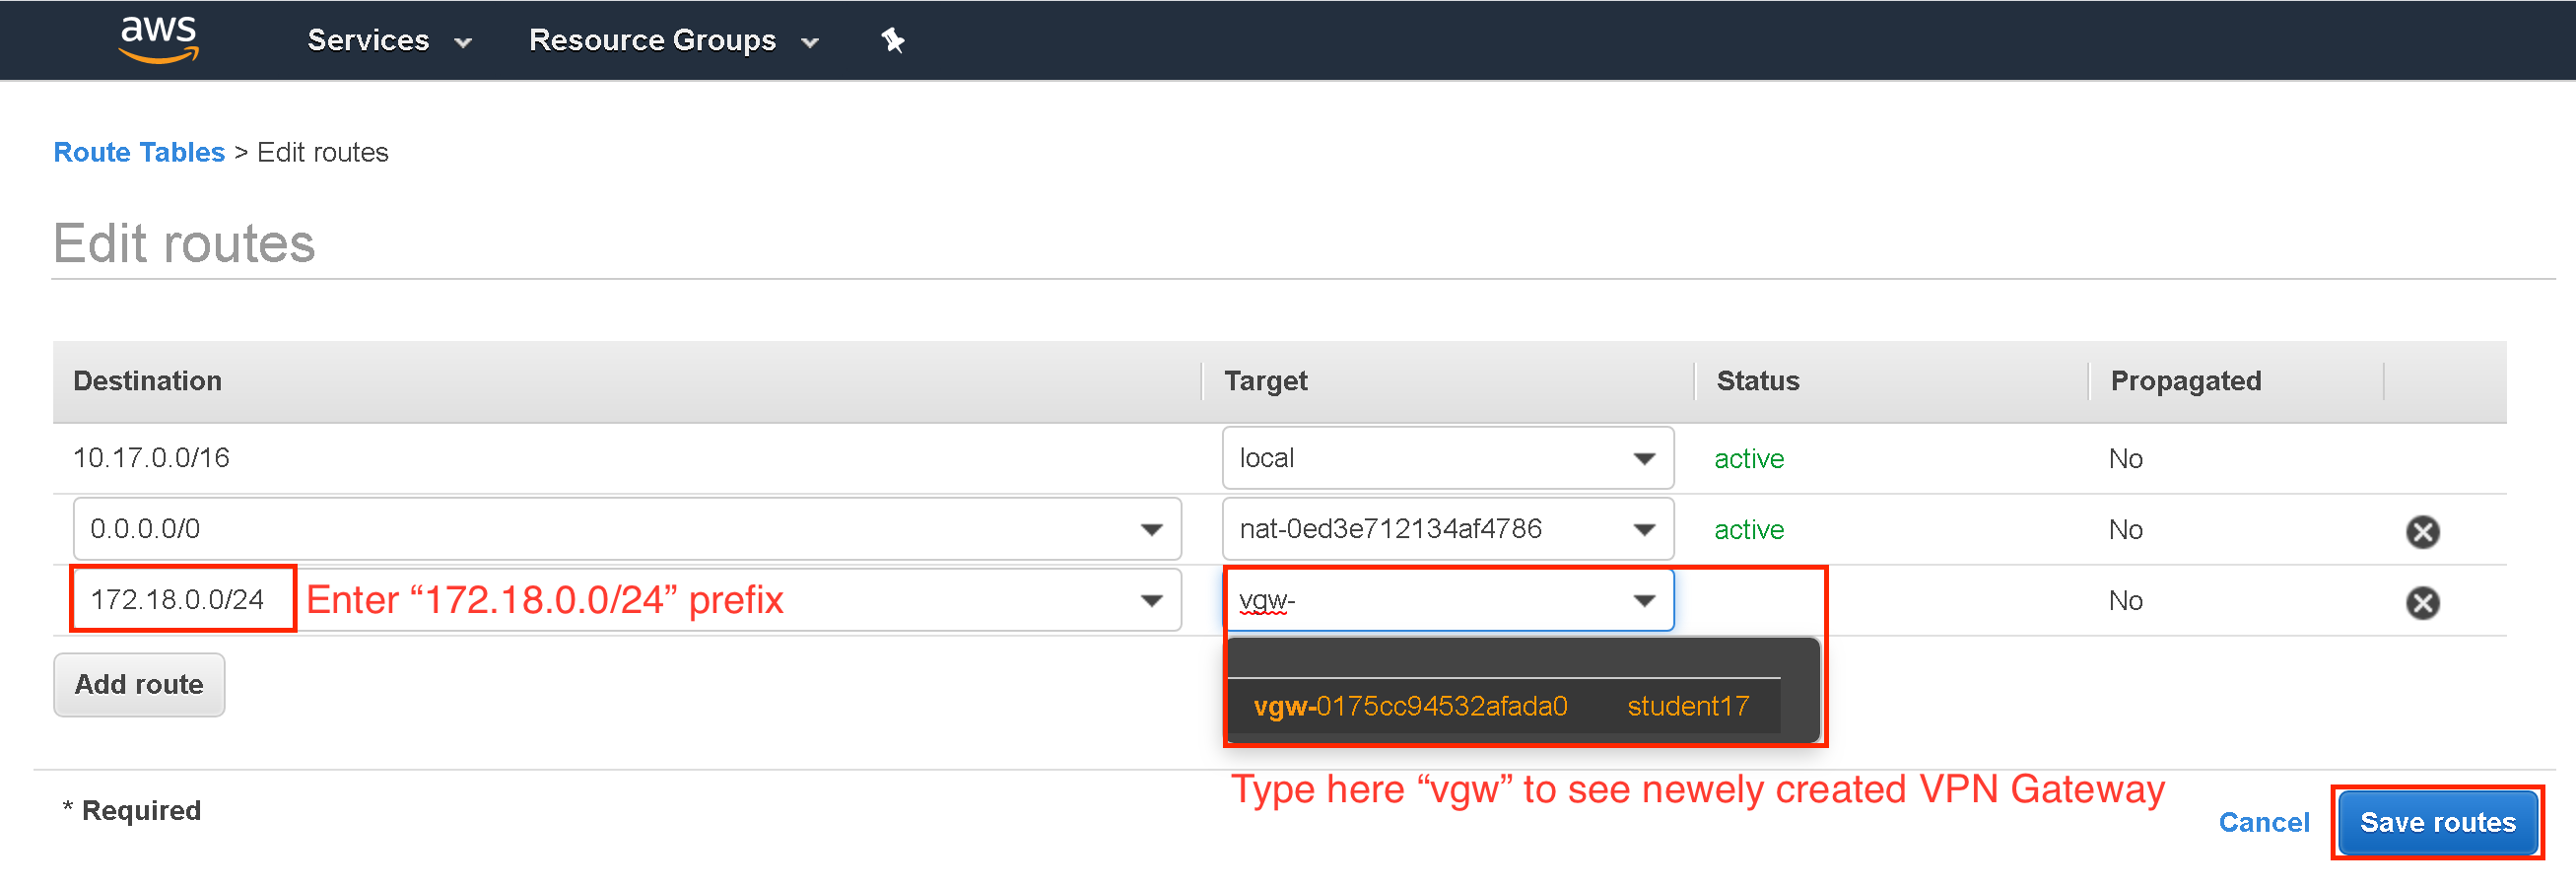 aws Services Resource Groups
Route Tables > Edit routes
Edit routes
Destination Target Status Propagated
10.17.0.0/16 local active No
0.0.0.0/0 nat-0ed3e712134af4786 active No
172.18.0.0/24 Enter “172.18.0.0/24” prefix vgw- No
Add route
vgw-0175cc94532afada0 student17
Type here “vgw” to see newely created VPN Gateway
* Required
Cancel Save routes